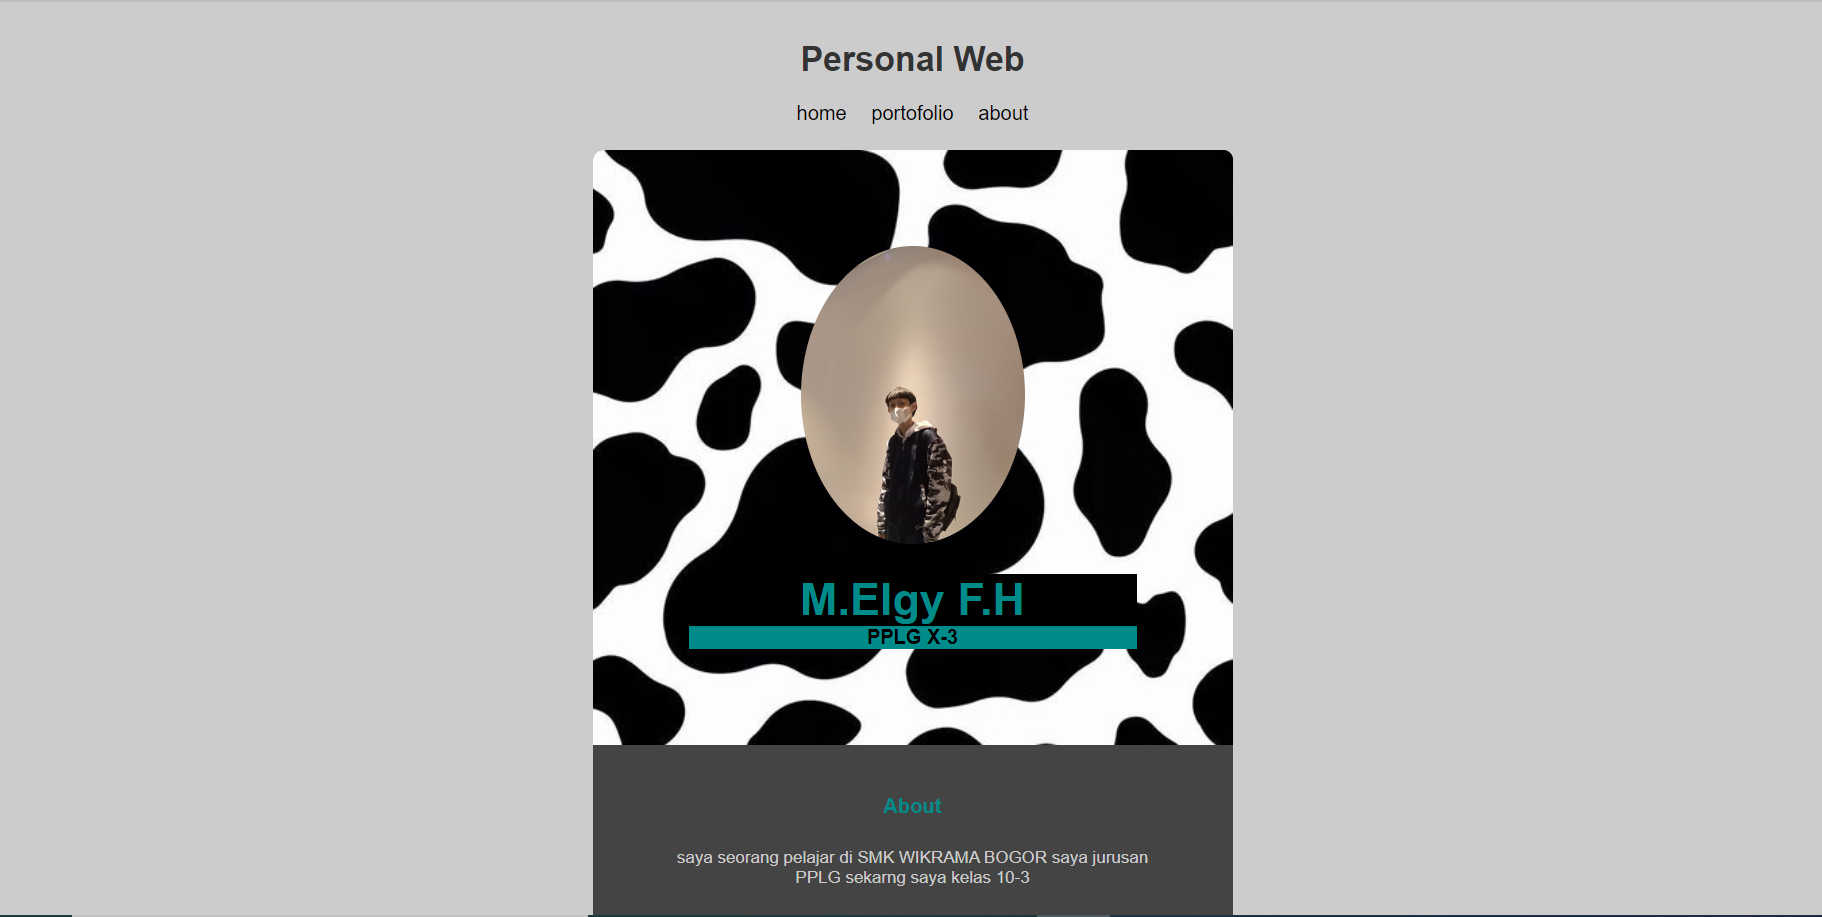 Personal Web
home portofolio about
M.Elgy F.H
PPLG X-3
About
saya seorang pelajar di SMK WIKRAMA BOGOR saya jurusan
PPLG sekarng saya kelas 10-3